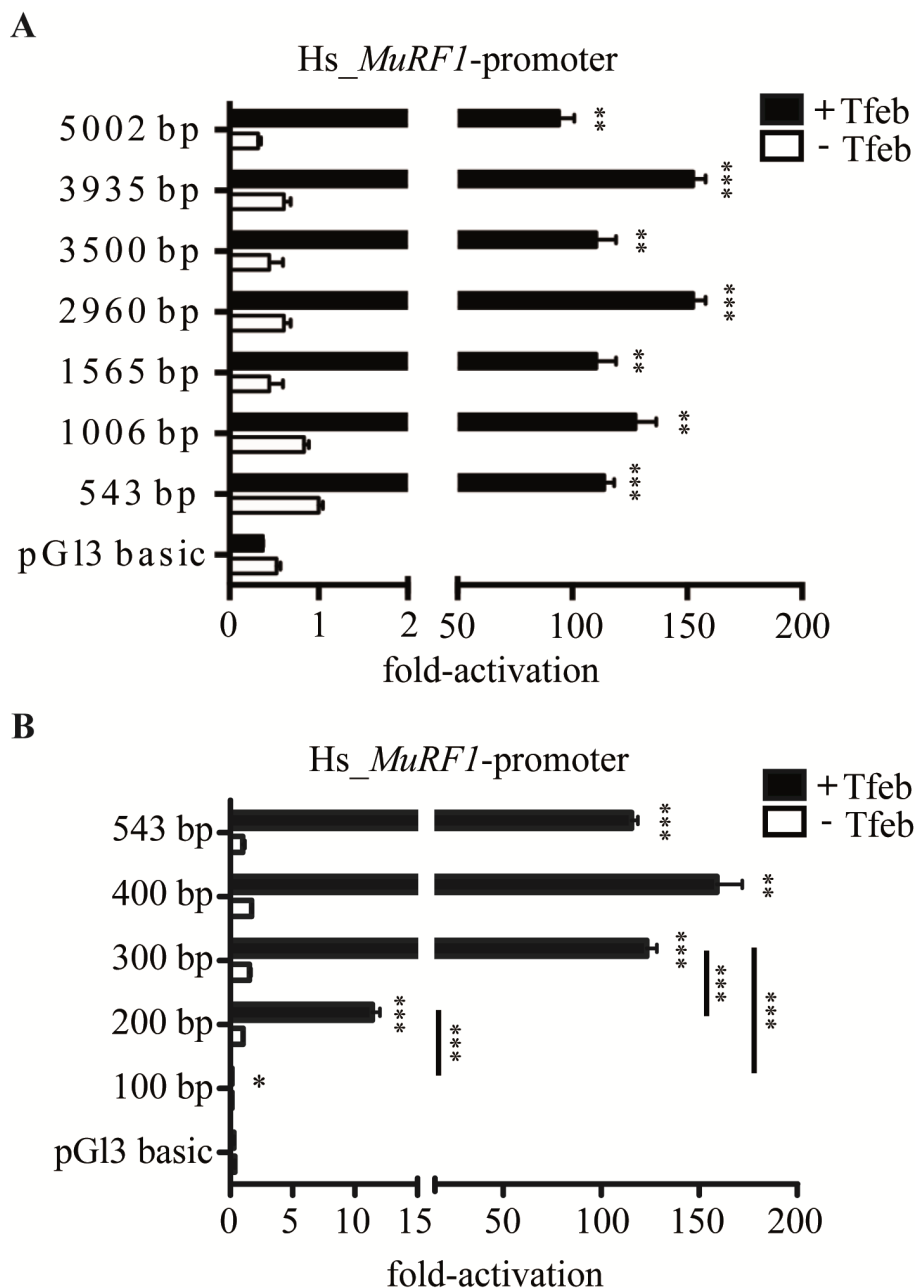 A
Hs_MuRF1-promoter
+ Tfeb
- Tfeb
5002 bp
**
3935 bp
***
3500 bp
**
2960 bp
***
1565 bp
**
1006 bp
**
543 bp
***
pGl3 basic
0 1 2 50 100 150 200
fold-activation
B
Hs_MuRF1-promoter
+ Tfeb
- Tfeb
543 bp
***
400 bp
**
300 bp
***
***
***
200 bp
***
***
100 bp
*
pGl3 basic
0 5 10 15 50 100 150 200
fold-activation